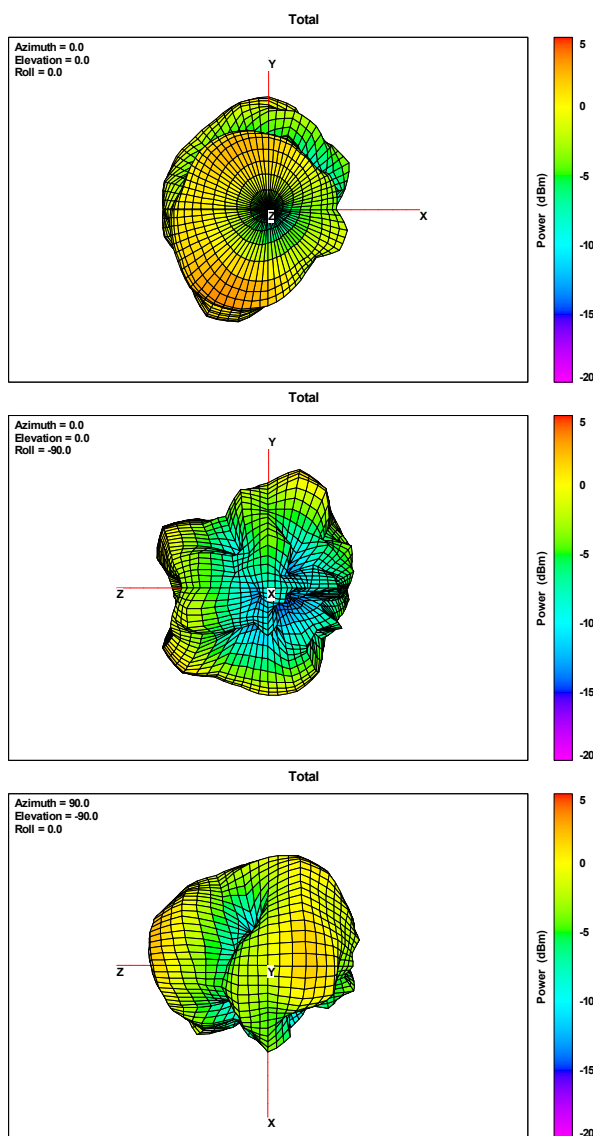 Total
Azimuth = 0.0
Elevation = 0.0
Roll = 0.0
Y
Z
X
5
0
-5
-10
-15
-20
Power (dBm)
Total
Azimuth = 0.0
Elevation = 0.0
Roll = -90.0
Y
Z
X
5
0
-5
-10
-15
-20
Power (dBm)
Total
Azimuth = 90.0
Elevation = -90.0
Roll = 0.0
Z
Y
X
5
0
-5
-10
-15
-20
Power (dBm)